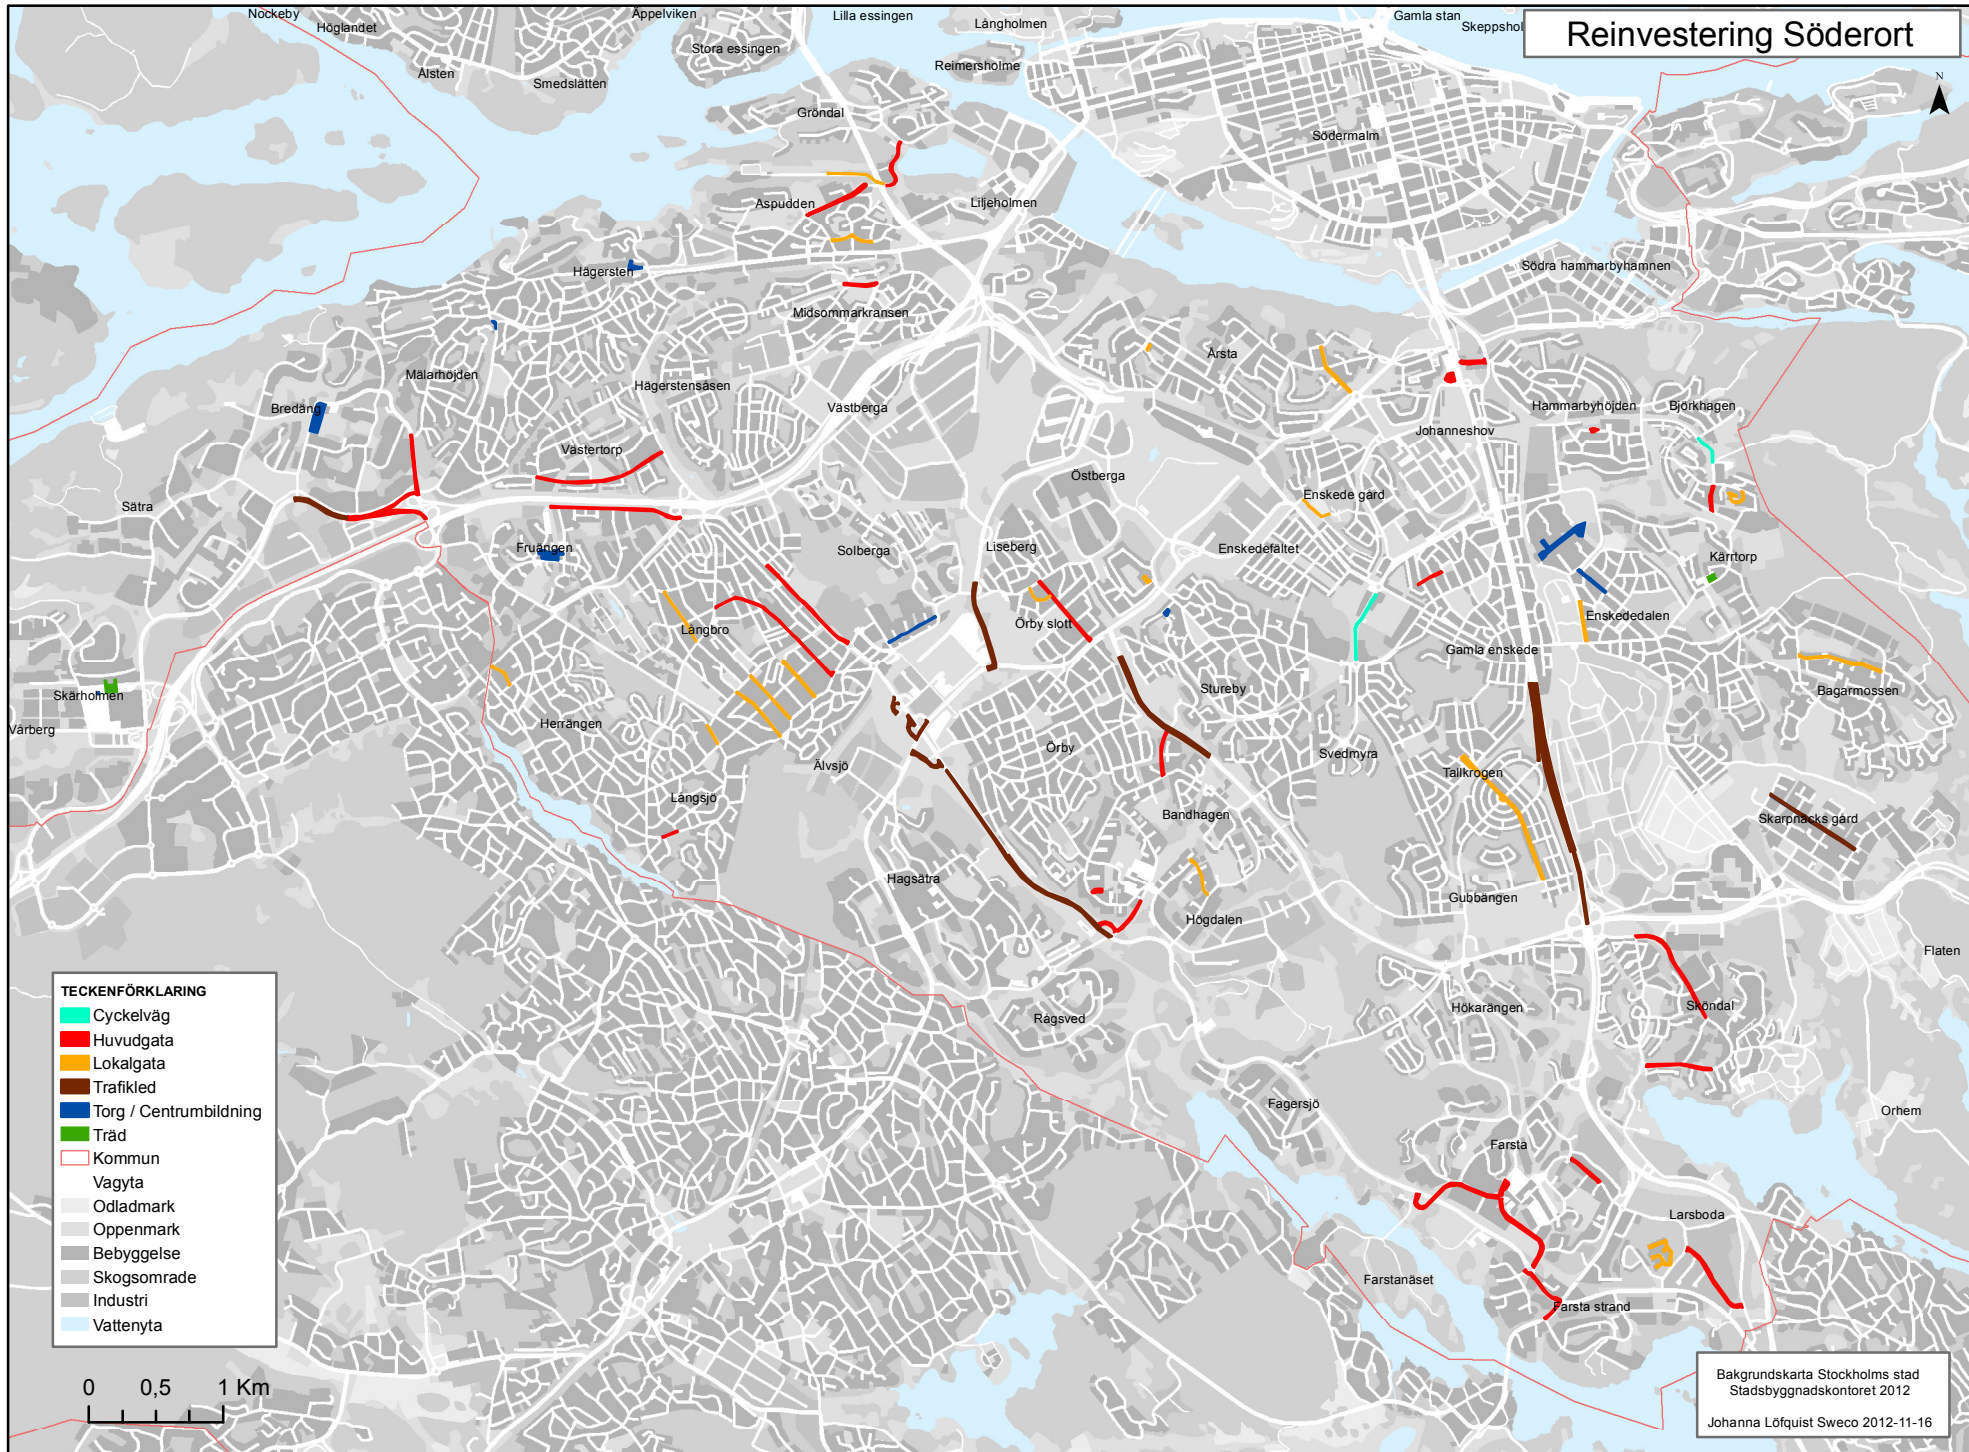 Reinvestering Söderort
N
Nockeby
Höglandet
Äppelviken
Lilla essingen
Långholmen
Gamla stan
Skeppshol
Stora essingen
Ålsten
Smedslätten
Reimersholme
Gröndal
Södermalm
Aspudden
Liljeholmen
Hägersten
Södra hammarbyhamnen
Midsommarkransen
Årsta
Mälarhöjden
Hägerstensåsen
Västberga
Bredäng
Hammarbyhöjden
Björkhagen
Johanneshov
Västertorp
Östberga
Sätra
Enskede gård
Fruängen
Solberga
Liseberg
Enskedefältet
Kärrtorp
Långbro
Örby slott
Enskededalen
Gamla enskede
Skärholmen
Stureby
Bagarmossen
Vårberg
Herrängen
Örby
Svedmyra
Älvsjö
Tallkrogen
Långsjö
Bandhagen
Skarpnäcks gård
Hagsätra
Gubbängen
Högdalen
Flaten
Hökarängen
Sköndal
Rågsved
Fagersjö
Orhem
Farsta
Larsboda
Farstanäset
Farsta strand
TECKENFÖRKLARING
Cyckelväg
Huvudgata
Lokalgata
Trafikled
Torg / Centrumbildning
Träd
Kommun
Vagyta
Odladmark
Oppenmark
Bebyggelse
Skogsomrade
Industri
Vattenyta
0 0,5 1 Km
Bakgrundskarta Stockholms stad
Stadsbyggnadskontoret 2012
Johanna Löfquist Sweco 2012-11-16